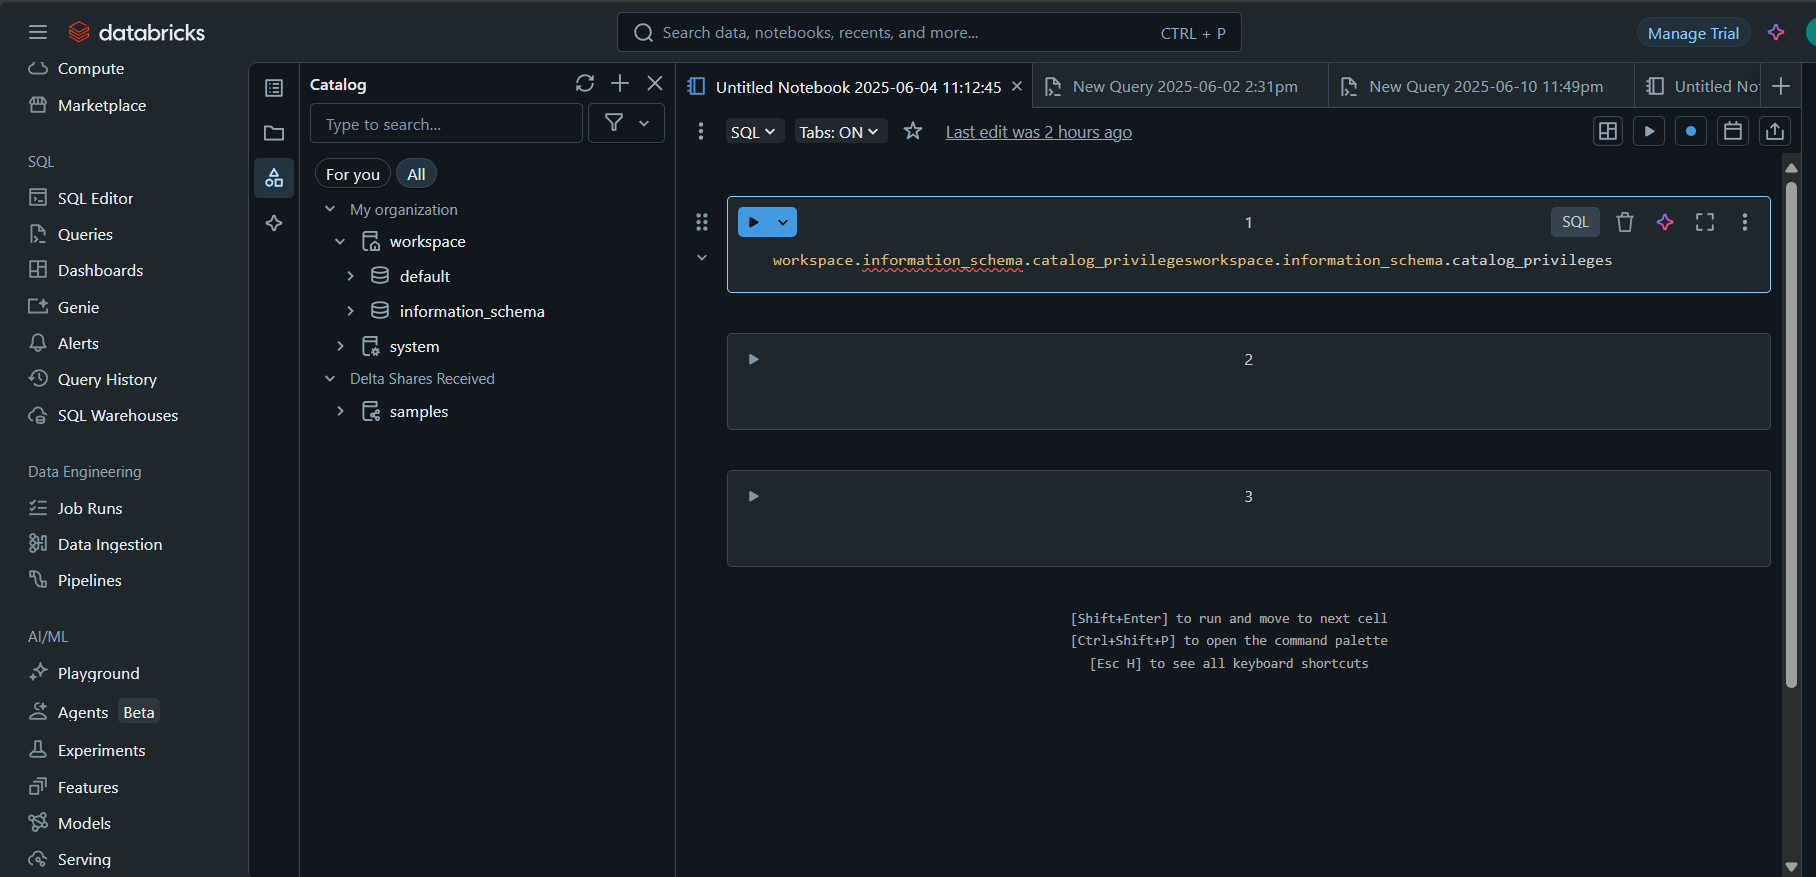 databricks
Search data, notebooks, recents, and more...
CTRL + P
Manage Trial
Compute
Marketplace
SQL
SQL Editor
Queries
Dashboards
Genie
Alerts
Query History
SQL Warehouses
Data Engineering
Job Runs
Data Ingestion
Pipelines
AI/ML
Playground
Agents Beta
Experiments
Features
Models
Serving
Catalog
Type to search...
For you
All
My organization
workspace
default
information_schema
system
Delta Shares Received
samples
Untitled Notebook 2025-06-04 11:12:45
New Query 2025-06-02 2:31pm
New Query 2025-06-10 11:49pm
Untitled No
SQL
Tabs: ON
Last edit was 2 hours ago
1
SQL
workspace.information_schema.catalog_privilegesworkspace.information_schema.catalog_privileges
2
3
[Shift+Enter] to run and move to next cell
[Ctrl+Shift+P] to open the command palette
[Esc H] to see all keyboard shortcuts